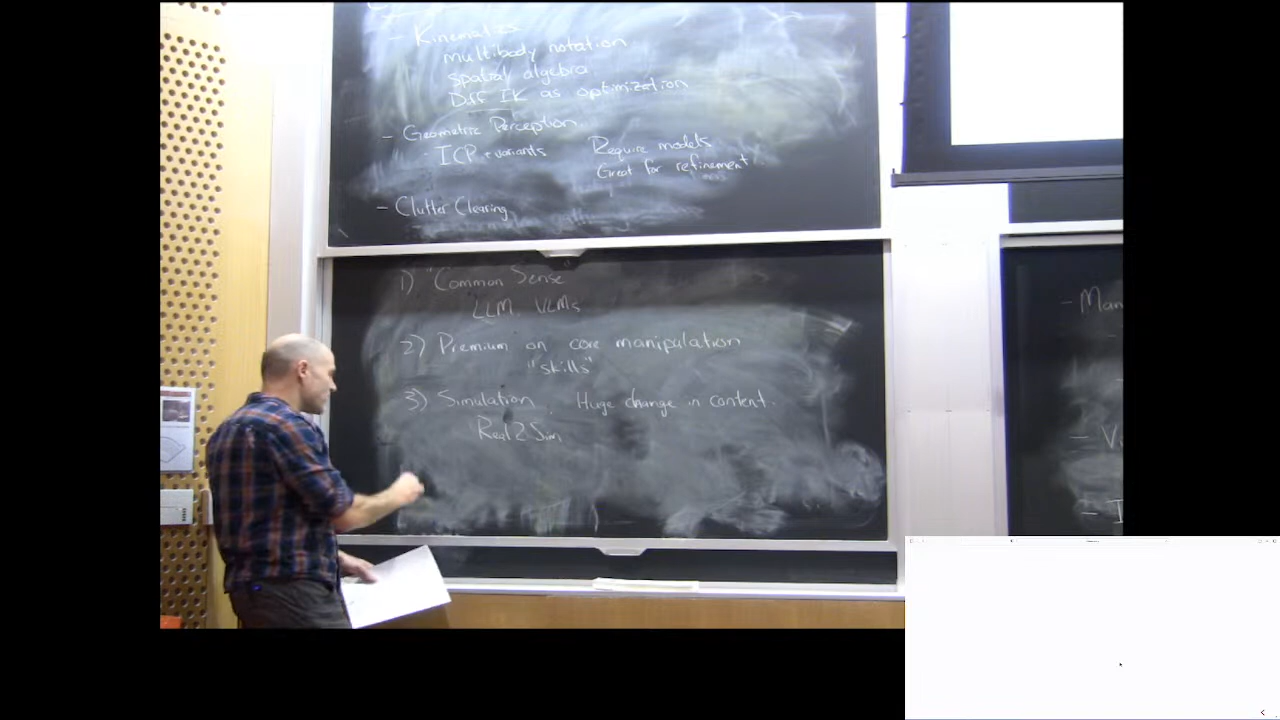 - Kinematics
multibody notation
spatial algebra
Diff IK as optimization
- Geometric Perception
- ICP + variants Require models
Great for refinement
- Clutter Clearing
1) "Common Sense
LLM, VLMs
2) Premium on core manipulation
"skills"
3) Simulation. Huge change in content.
Real2Sim
- Man
- V
- I